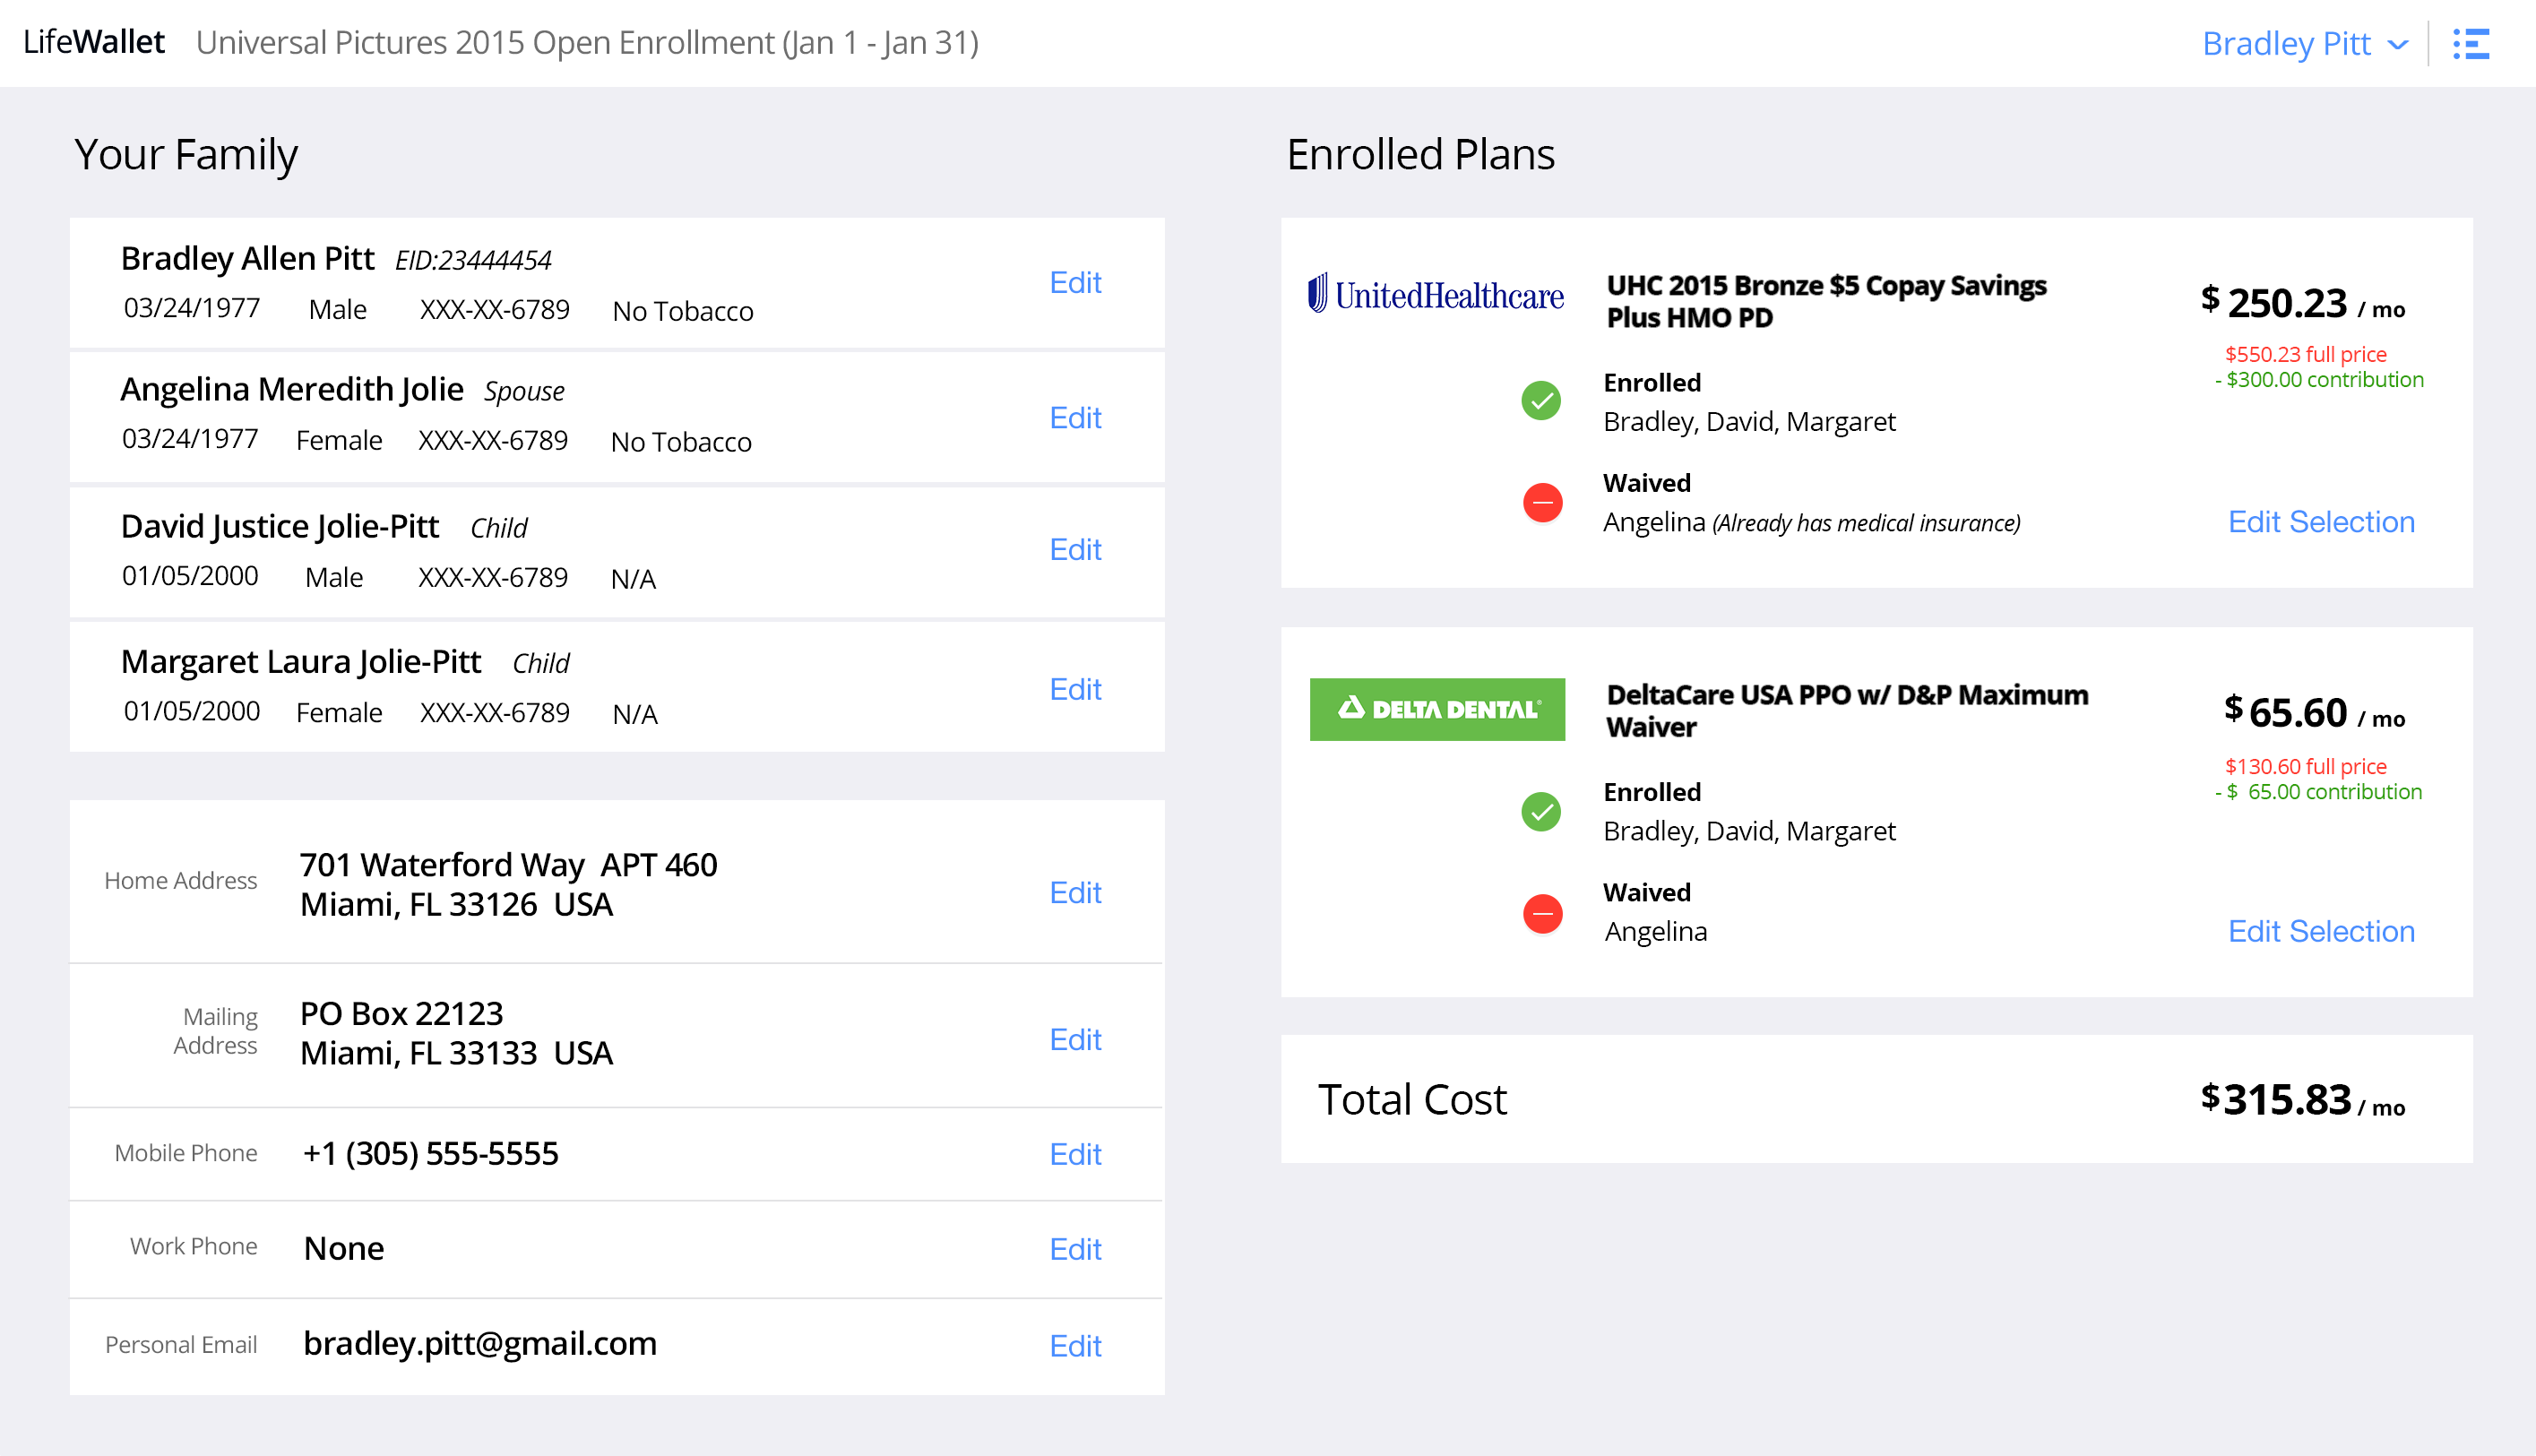 LifeWallet Universal Pictures 2015 Open Enrollment (Jan 1 - Jan 31) Bradley Pitt
Your Family
Bradley Allen Pitt EID:23444454
03/24/1977 Male XXX-XX-6789 No Tobacco
Edit
Angelina Meredith Jolie Spouse
03/24/1977 Female XXX-XX-6789 No Tobacco
Edit
David Justice Jolie-Pitt Child
01/05/2000 Male XXX-XX-6789 N/A
Edit
Margaret Laura Jolie-Pitt Child
01/05/2000 Female XXX-XX-6789 N/A
Edit
Home Address
701 Waterford Way APT 460
Miami, FL 33126 USA
Edit
Mailing
Address
PO Box 22123
Miami, FL 33133 USA
Edit
Mobile Phone +1 (305) 555-5555 Edit
Work Phone None Edit
Personal Email bradley.pitt@gmail.com Edit
Enrolled Plans
UnitedHealthcare
UHC 2015 Bronze $5 Copay Savings
Plus HMO PD
$ 250.23 / mo
$550.23 full price
- $300.00 contribution
Enrolled
Bradley, David, Margaret
Waived
Angelina (Already has medical insurance)
Edit Selection
DELTA DENTAL®
DeltaCare USA PPO w/ D&P Maximum
Waiver
$ 65.60 / mo
$130.60 full price
- $ 65.00 contribution
Enrolled
Bradley, David, Margaret
Waived
Angelina
Edit Selection
Total Cost $315.83 / mo